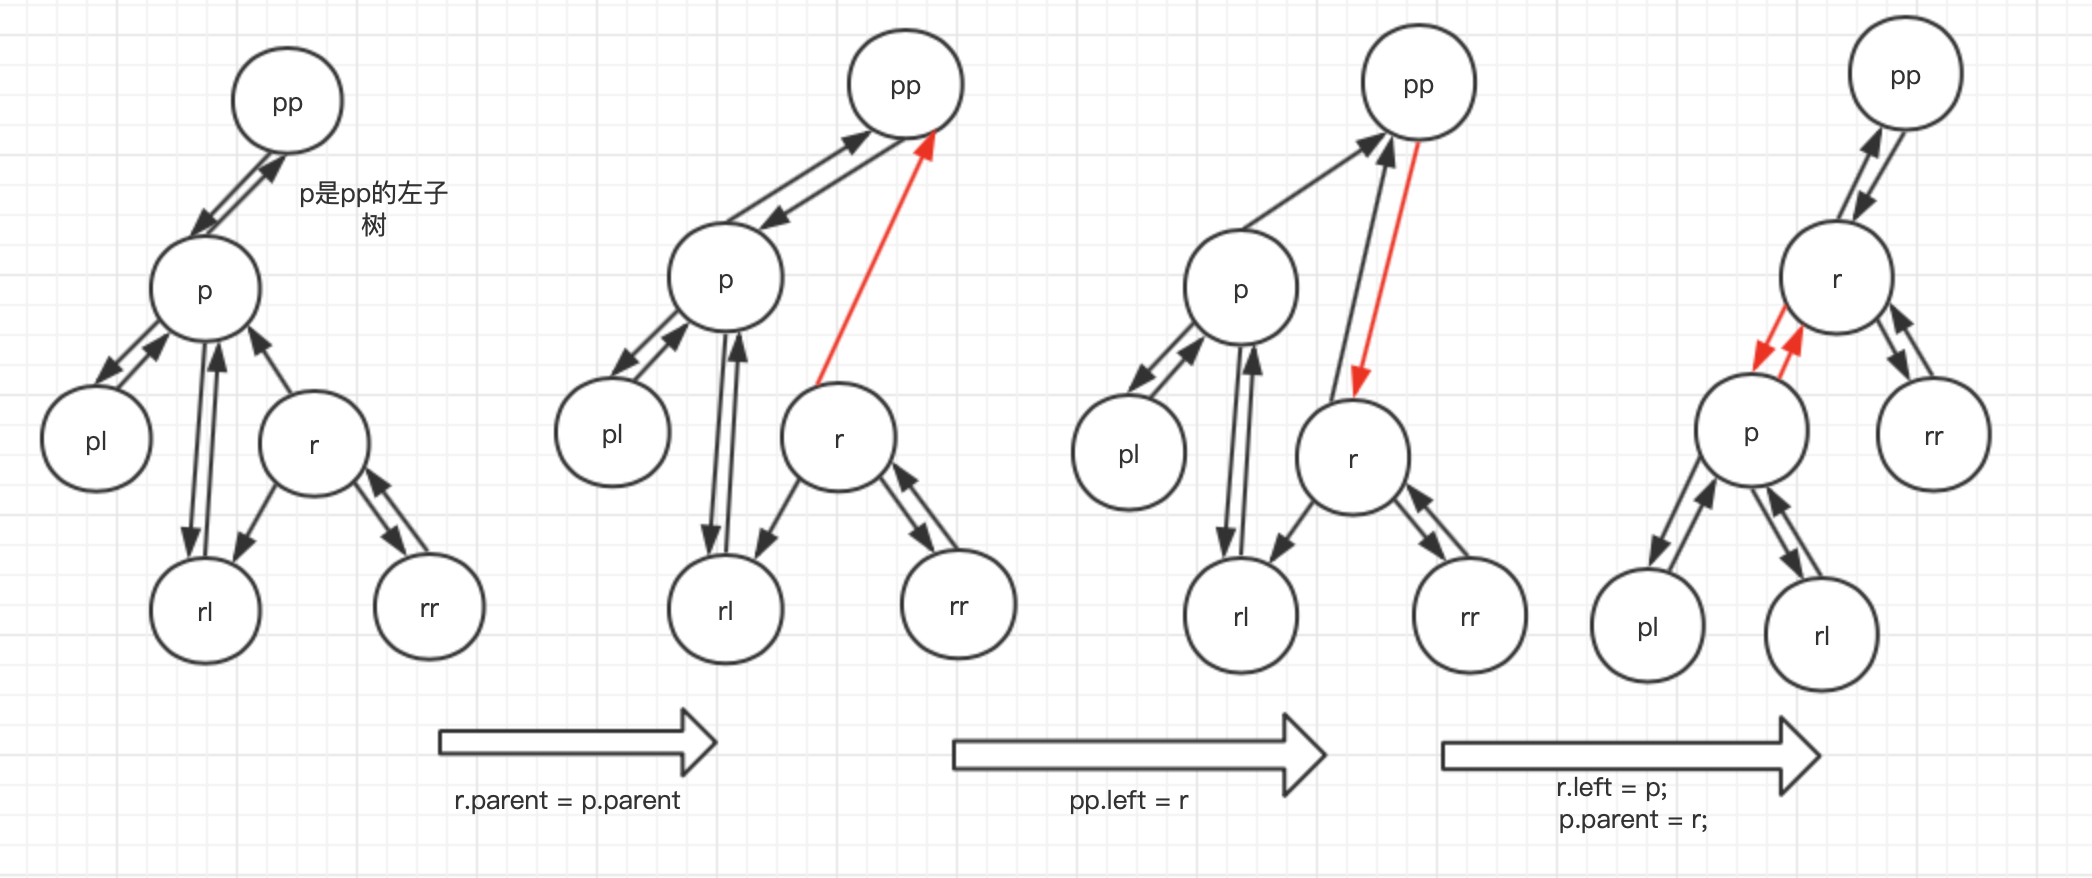 pp
p是pp的左子
树
p
pl
r
rl
rr
r.parent = p.parent
pp
p
pl
r
rl
rr
pp.left = r
pp
p
pl
r
rl
rr
r.left = p;
p.parent = r;
pp
r
p
rr
pl
rl